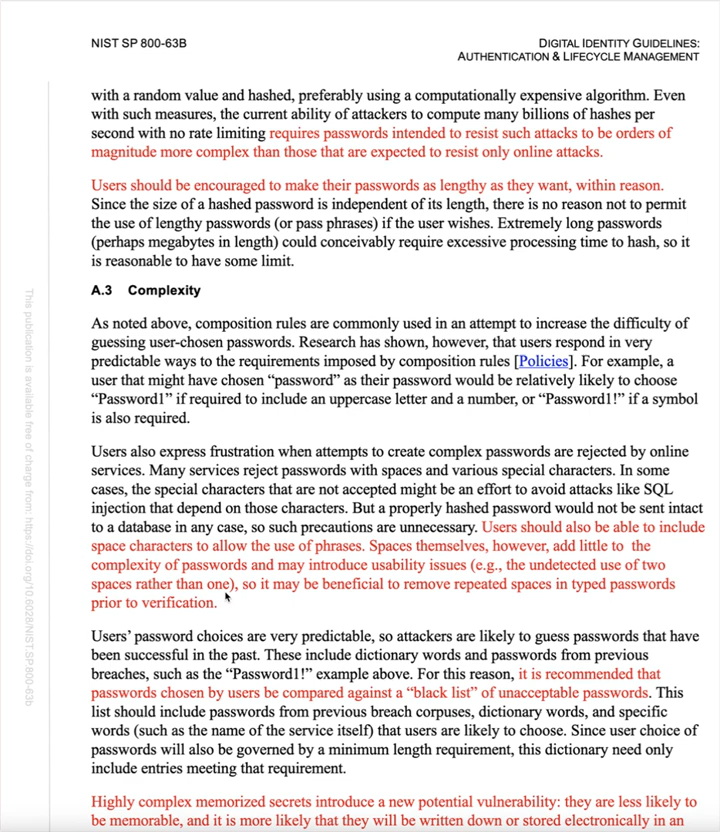 NIST SP 800-63B
DIGITAL IDENTITY GUIDELINES:
AUTHENTICATION & LIFECYCLE MANAGEMENT
with a random value and hashed, preferably using a computationally expensive algorithm. Even
with such measures, the current ability of attackers to compute many billions of hashes per
second with no rate limiting requires passwords intended to resist such attacks to be orders of
magnitude more complex than those that are expected to resist only online attacks.
Users should be encouraged to make their passwords as lengthy as they want, within reason.
Since the size of a hashed password is independent of its length, there is no reason not to permit
the use of lengthy passwords (or pass phrases) if the user wishes. Extremely long passwords
(perhaps megabytes in length) could conceivably require excessive processing time to hash, so it
is reasonable to have some limit.
A.3 Complexity
As noted above, composition rules are commonly used in an attempt to increase the difficulty of
guessing user-chosen passwords. Research has shown, however, that users respond in very
predictable ways to the requirements imposed by composition rules [Policies]. For example, a
user that might have chosen “password” as their password would be relatively likely to choose
“Password1” if required to include an uppercase letter and a number, or “Password1!” if a symbol
is also required.
Users also express frustration when attempts to create complex passwords are rejected by online
services. Many services reject passwords with spaces and various special characters. In some
cases, the special characters that are not accepted might be an effort to avoid attacks like SQL
injection that depend on those characters. But a properly hashed password would not be sent intact
to a database in any case, so such precautions are unnecessary. Users should also be able to include
space characters to allow the use of phrases. Spaces themselves, however, add little to the
complexity of passwords and may introduce usability issues (e.g., the undetected use of two
spaces rather than one), so it may be beneficial to remove repeated spaces in typed passwords
prior to verification.
Users’ password choices are very predictable, so attackers are likely to guess passwords that have
been successful in the past. These include dictionary words and passwords from previous
breaches, such as the “Password1!” example above. For this reason, it is recommended that
passwords chosen by users be compared against a “black list” of unacceptable passwords. This
list should include passwords from previous breach corpuses, dictionary words, and specific
words (such as the name of the service itself) that users are likely to choose. Since user choice of
passwords will also be governed by a minimum length requirement, this dictionary need only
include entries meeting that requirement.
Highly complex memorized secrets introduce a new potential vulnerability: they are less likely to
be memorable, and it is more likely that they will be written down or stored electronically in an
This publication is available free of charge from: https://doi.org/10.6028/NIST.SP.800-63b